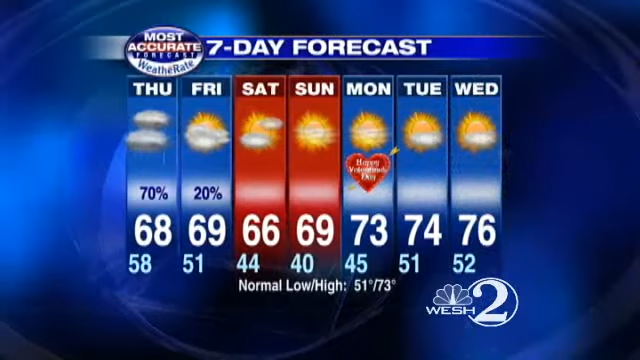 MOST
ACCURATE
FORECAST
WeatheRate
7-DAY FORECAST
THU FRI SAT SUN MON TUE WED
Happy
Valentine's
Day
70% 20%
68 69 66 69 73 74 76
58 51 44 40 45 51 52
Normal Low/High: 51°/73°
WESH 2